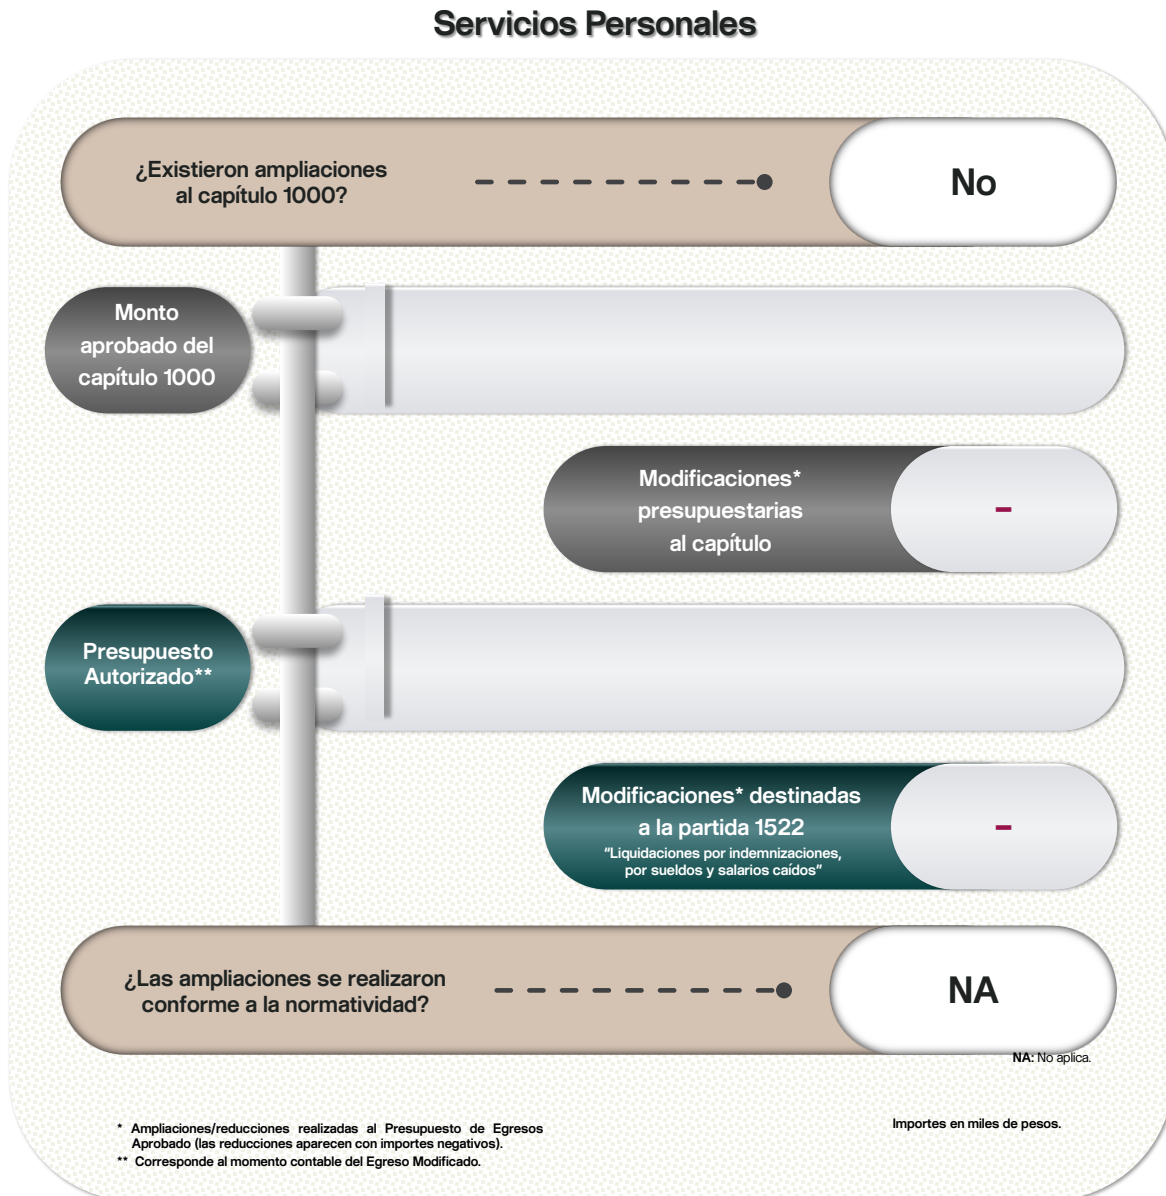 Servicios Personales
¿Existieron ampliaciones
al capítulo 1000?
No
Monto
aprobado del
capítulo 1000
Modificaciones*
presupuestarias
al capítulo
-
Presupuesto
Autorizado**
Modificaciones* destinadas
a la partida 1522
"Liquidaciones por indemnizaciones,
por sueldos y salarios caídos"
-
¿Las ampliaciones se realizaron
conforme a la normatividad?
NA
NA: No aplica.
* Ampliaciones/reducciones realizadas al Presupuesto de Egresos
Aprobado (las reducciones aparecen con importes negativos).
** Corresponde al momento contable del Egreso Modificado.
Importes en miles de pesos.